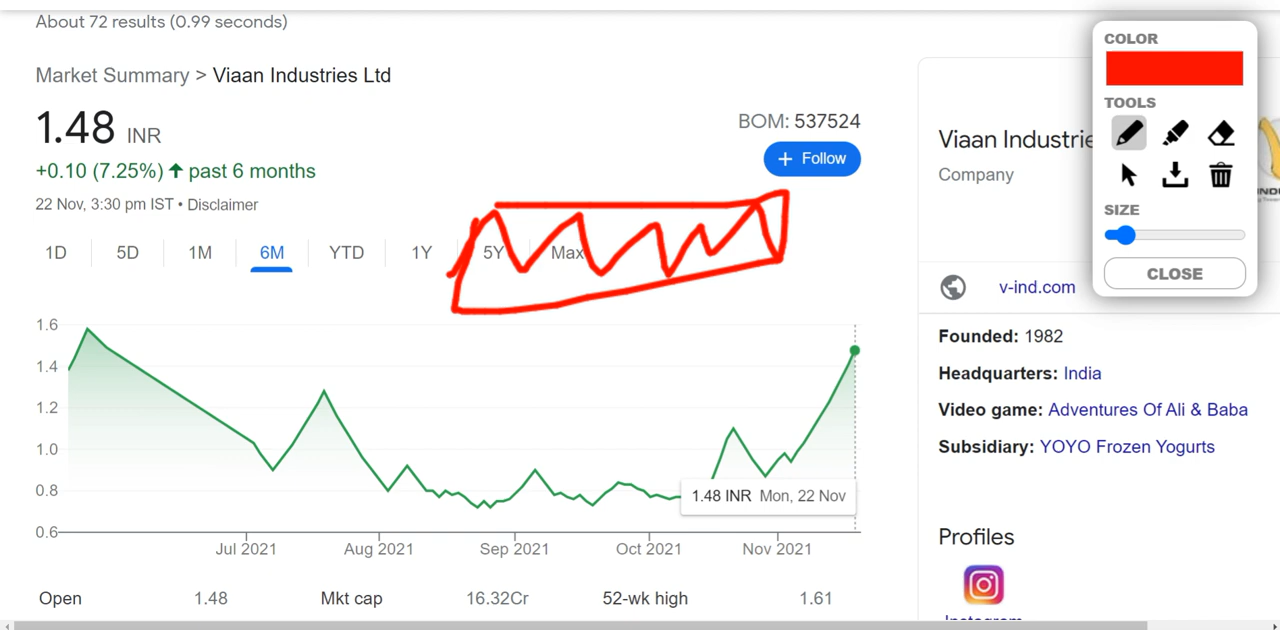 About 72 results (0.99 seconds)
Market Summary > Viaan Industries Ltd
1.48 INR
+0.10 (7.25%) ↑ past 6 months
22 Nov, 3:30 pm IST • Disclaimer
BOM: 537524
+ Follow
1D 5D 1M 6M YTD 1Y 5Y Max
1.6
1.4
1.2
1.0
0.8
0.6
1.48 INR Mon, 22 Nov
Jul 2021 Aug 2021 Sep 2021 Oct 2021 Nov 2021
Open 1.48 Mkt cap 16.32Cr 52-wk high 1.61
Viaan Industrie
Company
v-ind.com
Founded: 1982
Headquarters: India
Video game: Adventures Of Ali & Baba
Subsidiary: YOYO Frozen Yogurts
Profiles
Instagram
COLOR
TOOLS
SIZE
CLOSE